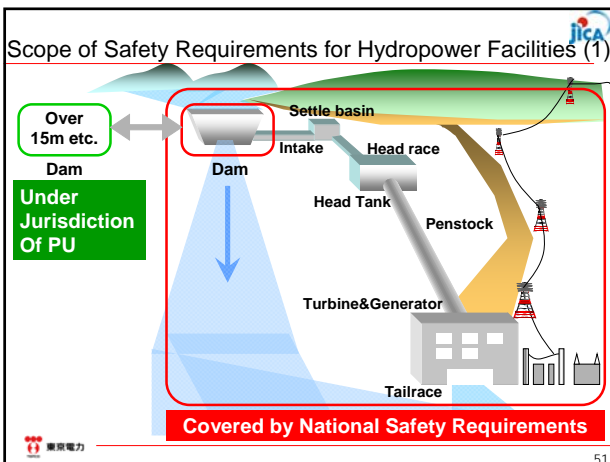 jICA
Scope of Safety Requirements for Hydropower Facilities (1)
Over
15m etc.
Dam
Under
Jurisdiction
Of PU
Settle basin
Intake
Head race
Dam
Head Tank
Penstock
Turbine&Generator
Tailrace
Covered by National Safety Requirements
東京電力
51